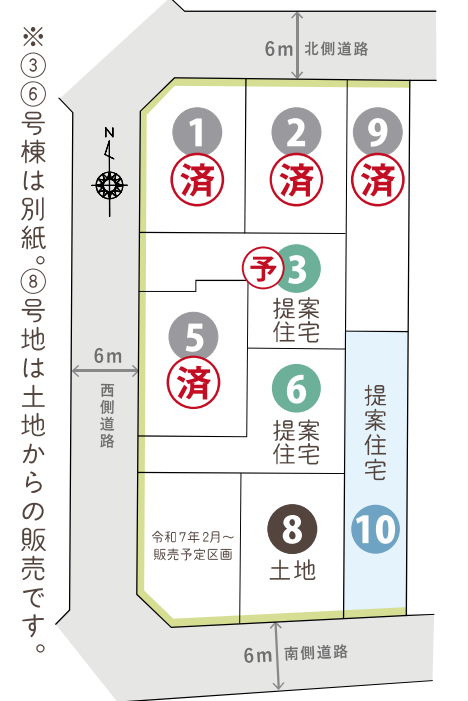 ※③⑥号棟は別紙。⑧号地は土地からの販売です。
6m 北側道路
N
1
済
2
済
9
済
予
3
提案
住宅
5
済
6
提案
住宅
6m
西側道路
提案住宅
10
令和7年2月～
販売予定区画
8
土地
6m 南側道路